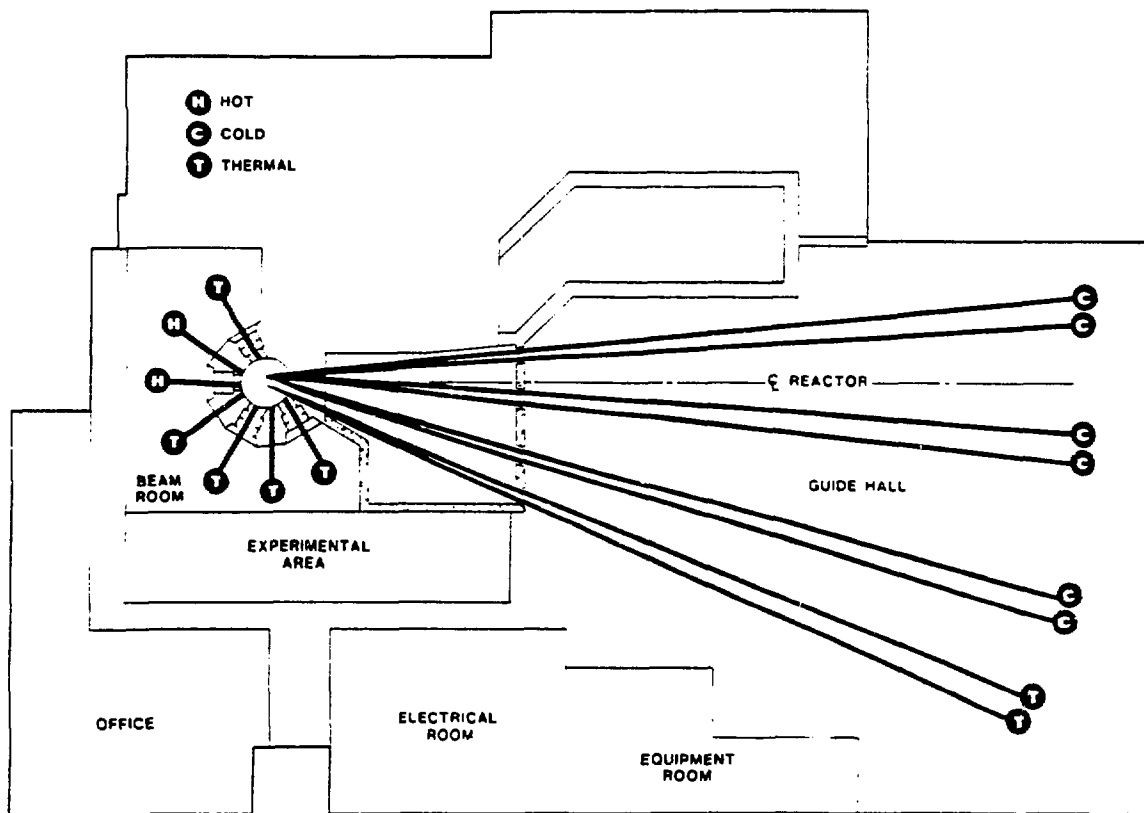 H HOT
C COLD
T THERMAL
T
H
H
T
T
T
T
C
C
℄ REACTOR
C
C
BEAM
ROOM
GUIDE HALL
EXPERIMENTAL
AREA
C
C
T
T
OFFICE
ELECTRICAL
ROOM
EQUIPMENT
ROOM